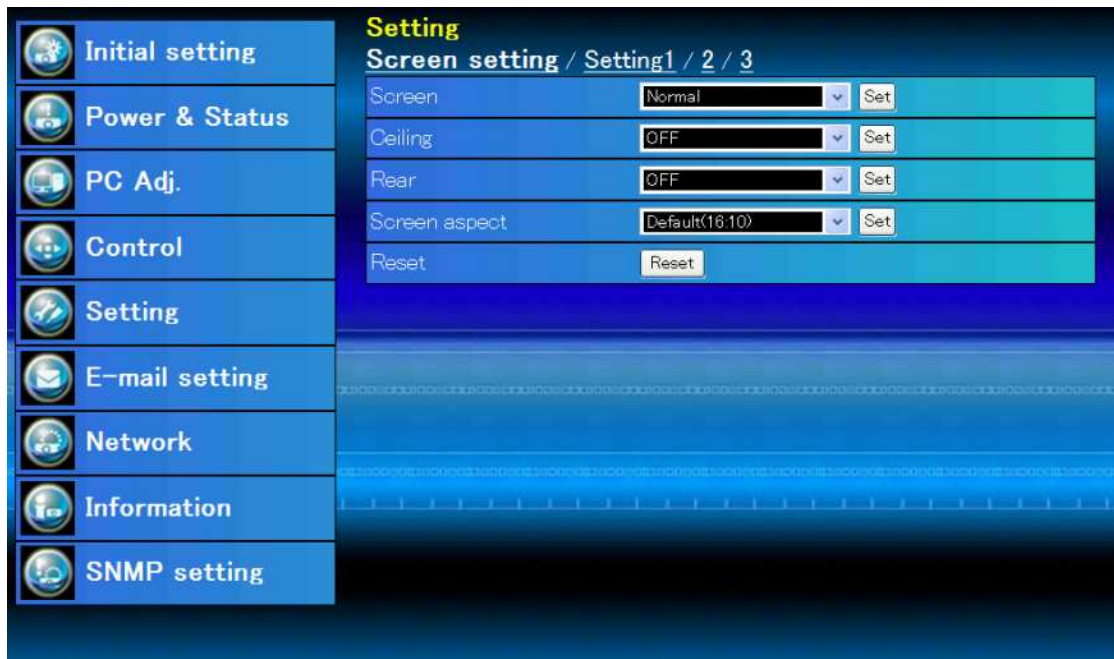 Initial setting
Power & Status
PC Adj.
Control
Setting
E-mail setting
Network
Information
SNMP setting
Setting
Screen setting / Setting1 / 2 / 3
Screen Normal Set
Ceiling OFF Set
Rear OFF Set
Screen aspect Default(16:10) Set
Reset Reset